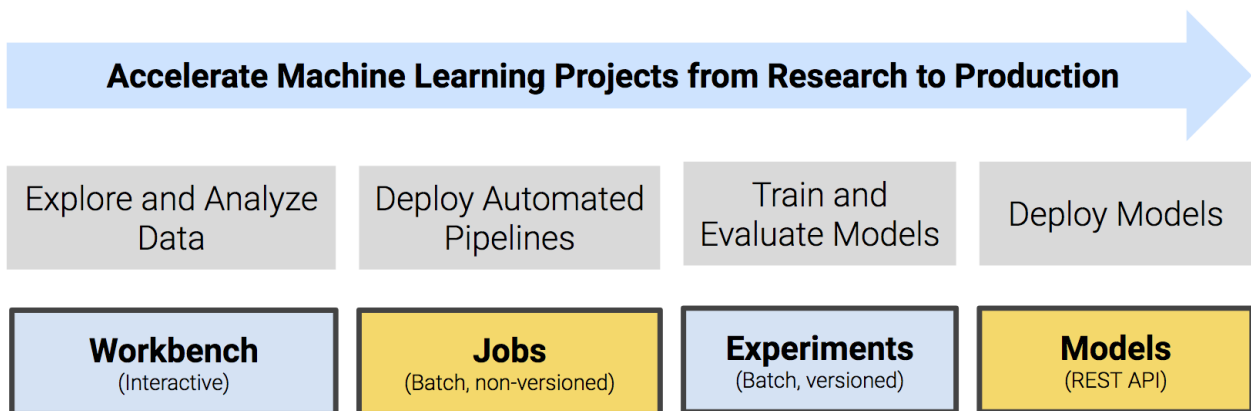 Accelerate Machine Learning Projects from Research to Production
Explore and Analyze
Data
Deploy Automated
Pipelines
Train and
Evaluate Models
Deploy Models
Workbench
(Interactive)
Jobs
(Batch, non-versioned)
Experiments
(Batch, versioned)
Models
(REST API)